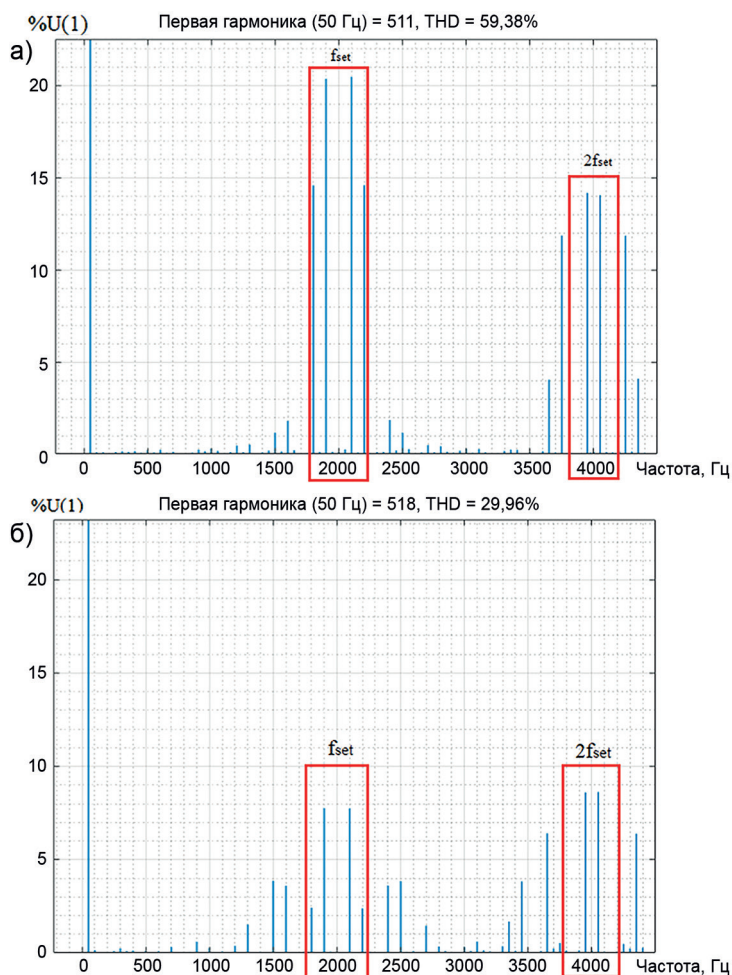 %U(1) Первая гармоника (50 Гц) = 511, THD = 59,38%
а)
fset
20
2fset
15
10
5
0
0 500 1000 1500 2000 2500 3000 3500 4000 Частота, Гц
%U(1) Первая гармоника (50 Гц) = 518, THD = 29,96%
б)
20
15
10
fset 2fset
5
0
0 500 1000 1500 2000 2500 3000 3500 4000 Частота, Гц